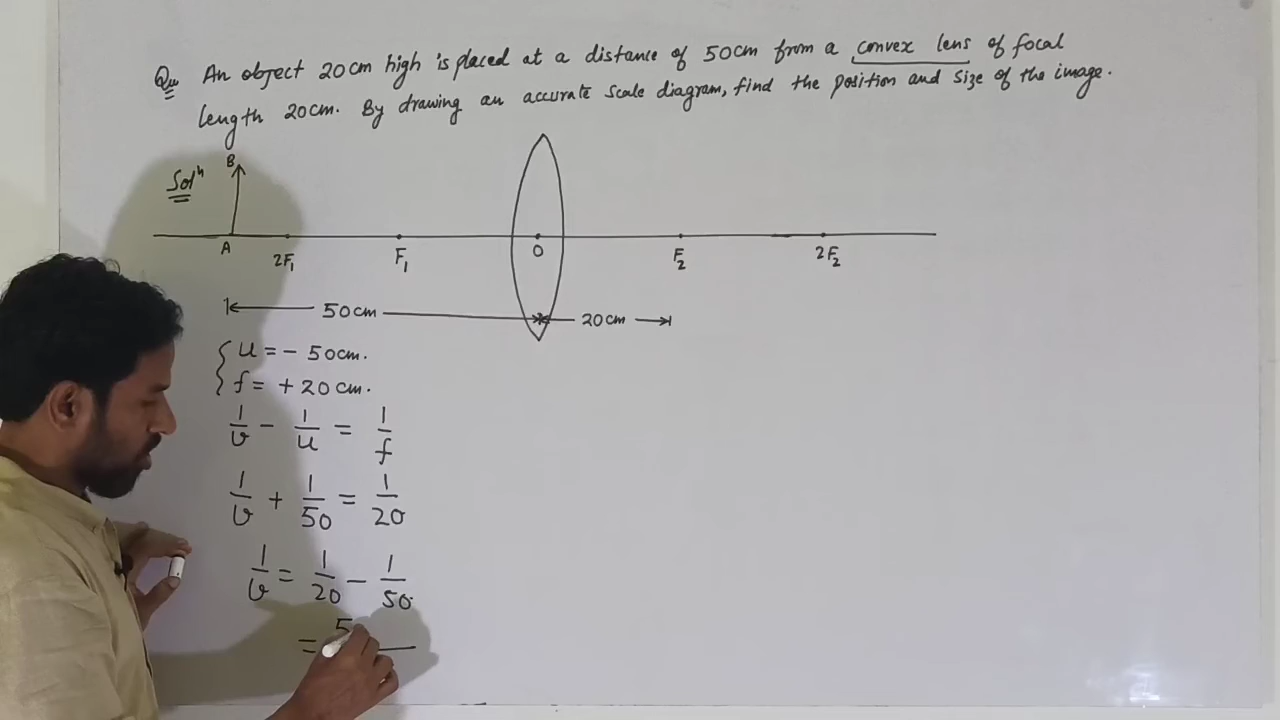 Qu An object 20cm high is placed at a distance of 50cm from a convex lens of focal
length 20cm. By drawing an accurate scale diagram, find the position and size of the image.
Solⁿ
B
A 2F₁ F₁ O F₂ 2F₂
50cm 20cm
u = - 50cm.
f = + 20cm.
1/v - 1/u = 1/f
1/v + 1/50 = 1/20
1/v = 1/20 - 1/50
= 5